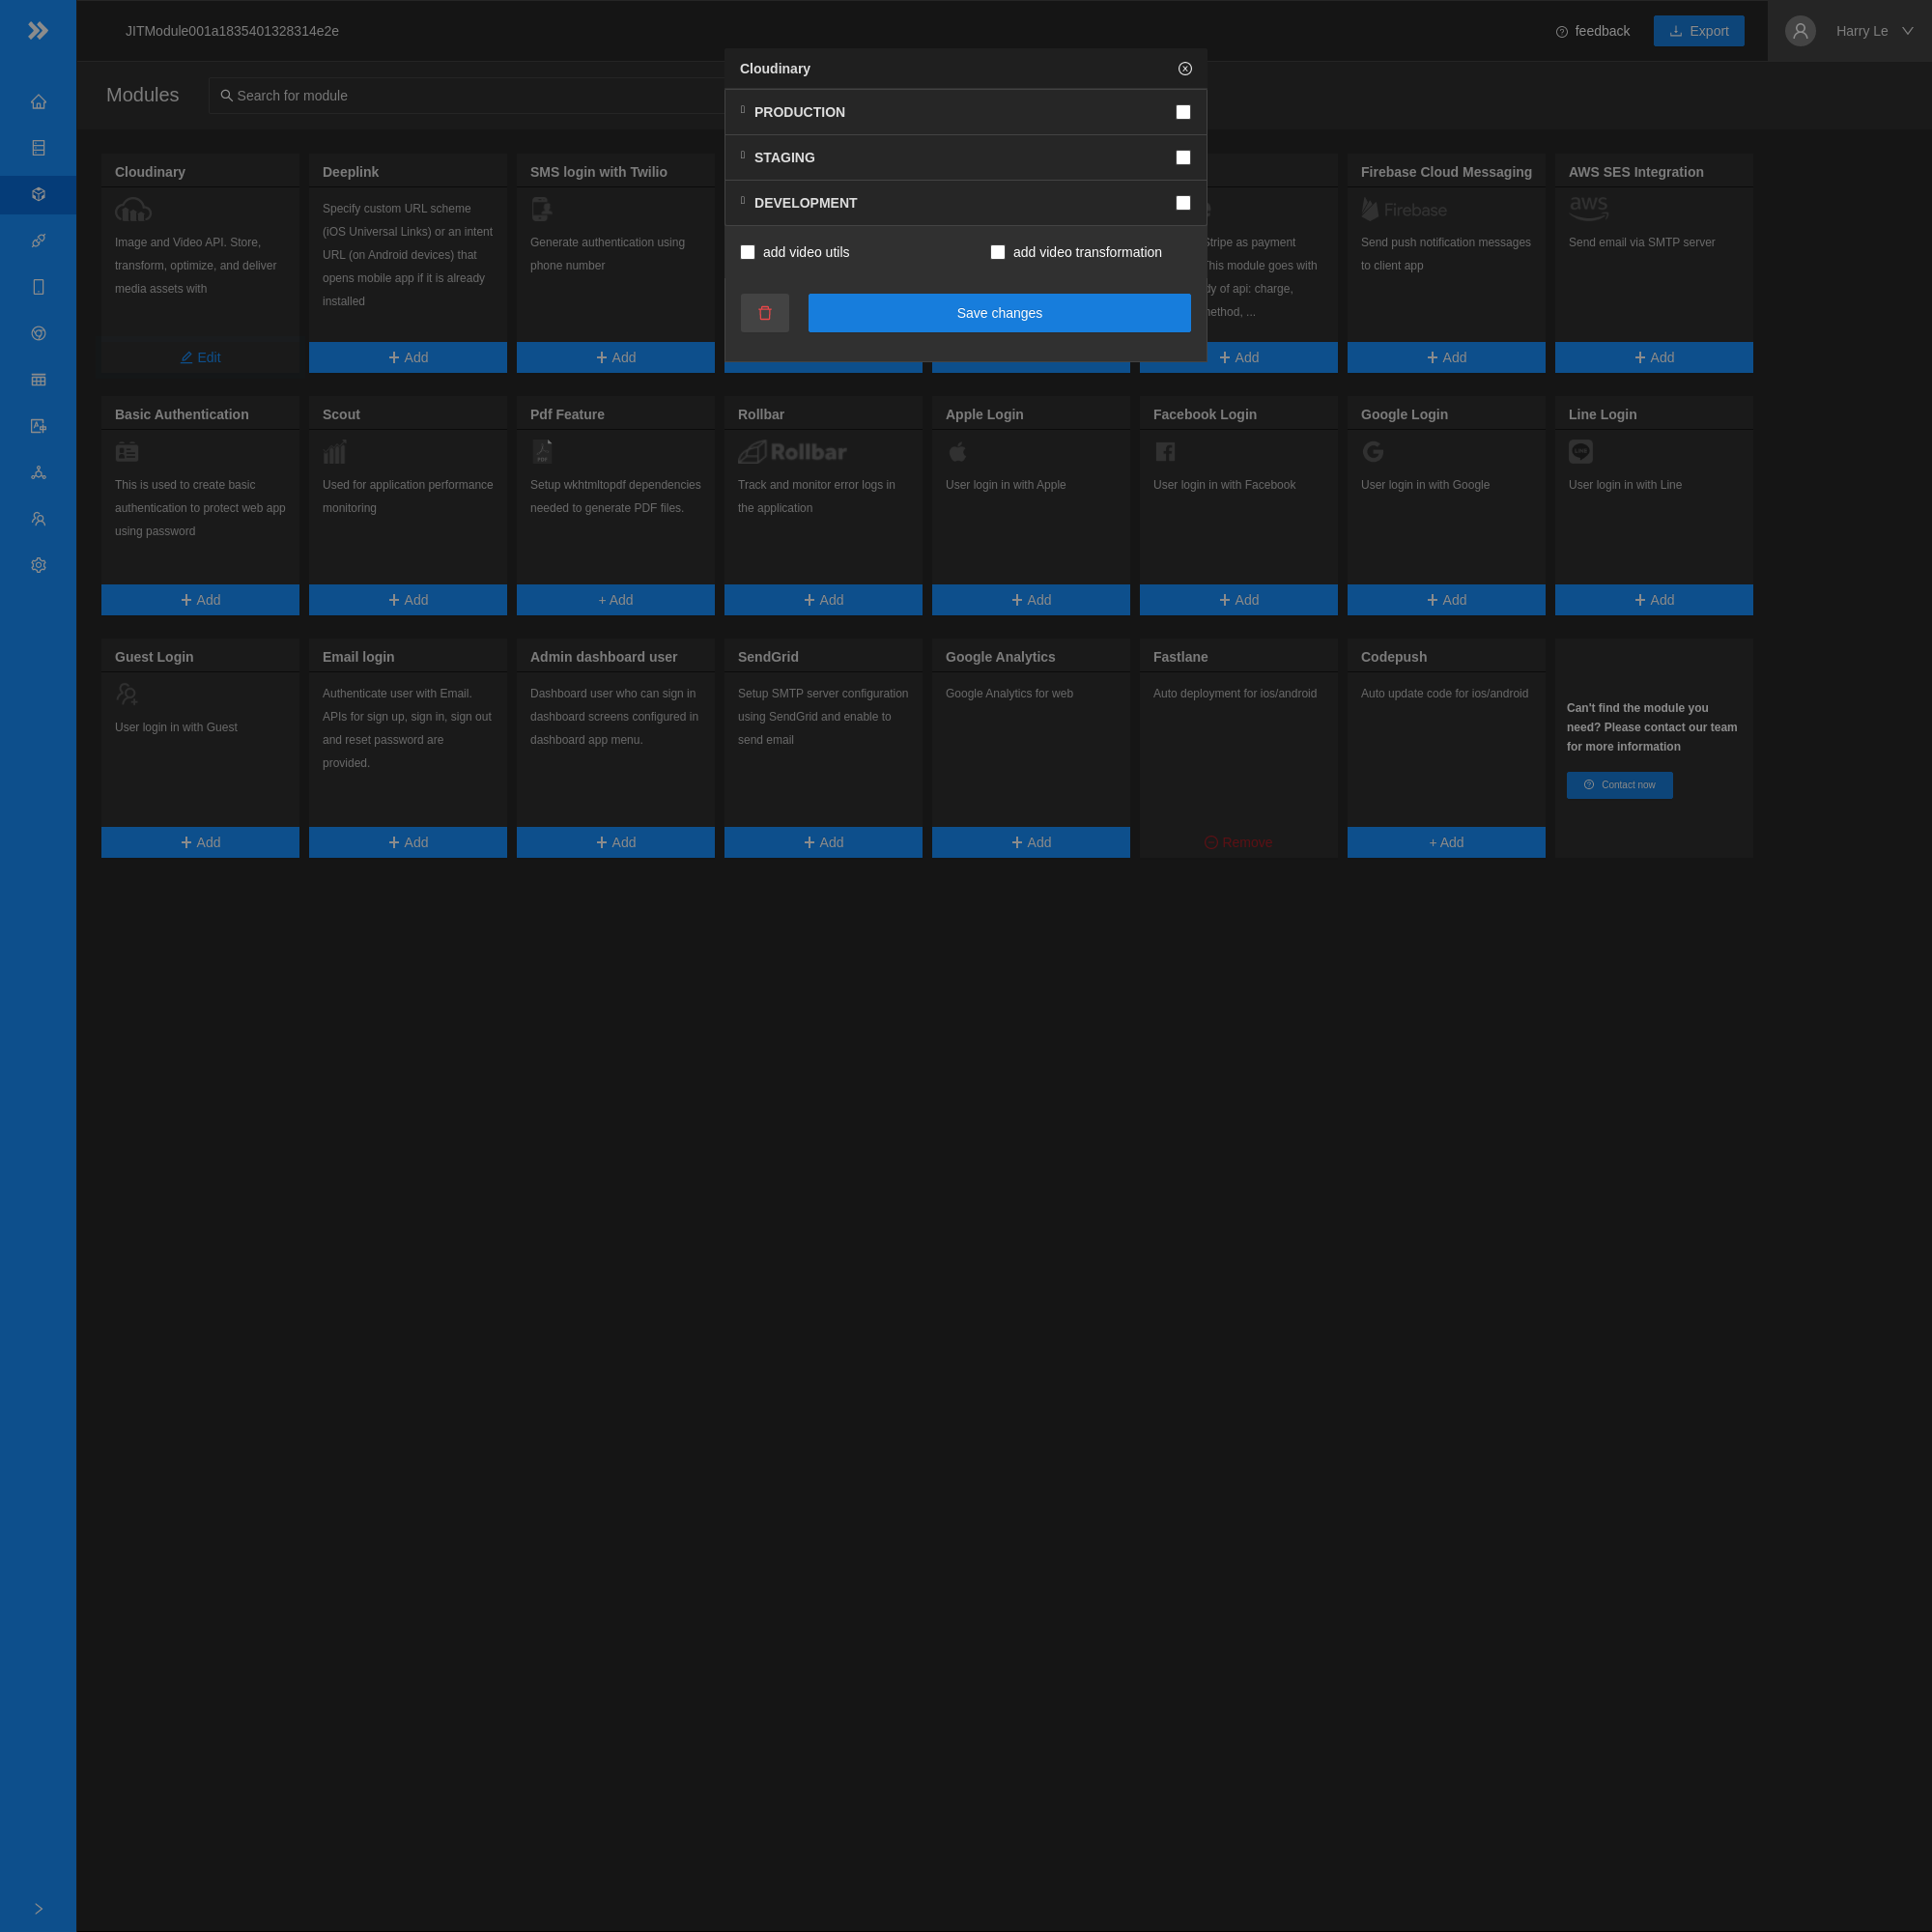 JITModule001a1835401328314e2e
feedback
Export
Harry Le
Modules
Search for module
Cloudinary
PRODUCTION
STAGING
DEVELOPMENT
add video utils
add video transformation
Save changes
Cloudinary
Image and Video API. Store,
transform, optimize, and deliver
media assets with
Edit
Deeplink
Specify custom URL scheme
(iOS Universal Links) or an intent
URL (on Android devices) that
opens mobile app if it is already
installed
Add
SMS login with Twilio
Generate authentication using
phone number
Add
Stripe as payment
This module goes with
of api: charge,
Add
Firebase Cloud Messaging
Firebase
Send push notification messages
to client app
Add
AWS SES Integration
aws
Send email via SMTP server
Add
Basic Authentication
This is used to create basic
authentication to protect web app
using password
Add
Scout
Used for application performance
monitoring
Add
Pdf Feature
PDF
Setup wkhtmltopdf dependencies
needed to generate PDF files.
+ Add
Rollbar
Rollbar
Track and monitor error logs in
the application
Add
Apple Login
User login in with Apple
Add
Facebook Login
User login in with Facebook
Add
Google Login
User login in with Google
Add
Line Login
LINE
User login in with Line
Add
Guest Login
User login in with Guest
Add
Email login
Authenticate user with Email.
APIs for sign up, sign in, sign out
and reset password are
provided.
Add
Admin dashboard user
Dashboard user who can sign in
dashboard screens configured in
dashboard app menu.
Add
SendGrid
Setup SMTP server configuration
using SendGrid and enable to
send email
Add
Google Analytics
Google Analytics for web
Add
Fastlane
Auto deployment for ios/android
Remove
Codepush
Auto update code for ios/android
+ Add
Can't find the module you
need? Please contact our team
for more information
Contact now